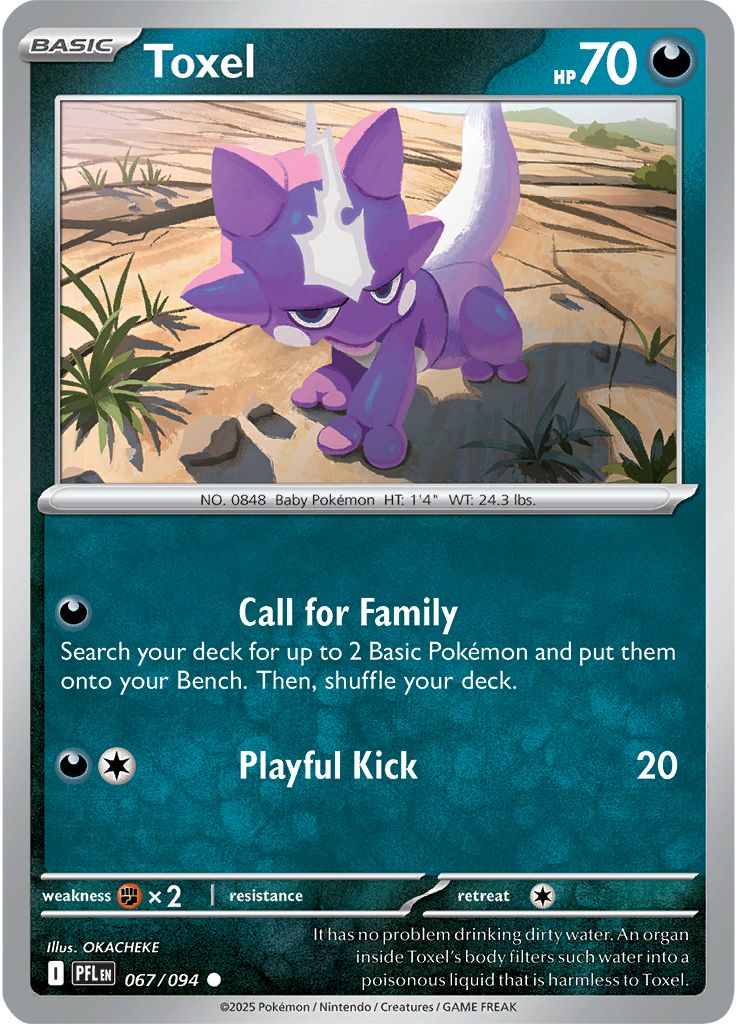 BASIC
Toxel
HP 70
NO. 0848 Baby Pokémon HT: 1'4" WT: 24.3 lbs.
Call for Family
Search your deck for up to 2 Basic Pokémon and put them
onto your Bench. Then, shuffle your deck.
Playful Kick 20
weakness ×2 resistance retreat
Illus. OKACHEKE
It has no problem drinking dirty water. An organ
inside Toxel's body filters such water into a
poisonous liquid that is harmless to Toxel.
I PFL EN 067/094
©2025 Pokémon / Nintendo / Creatures / GAME FREAK